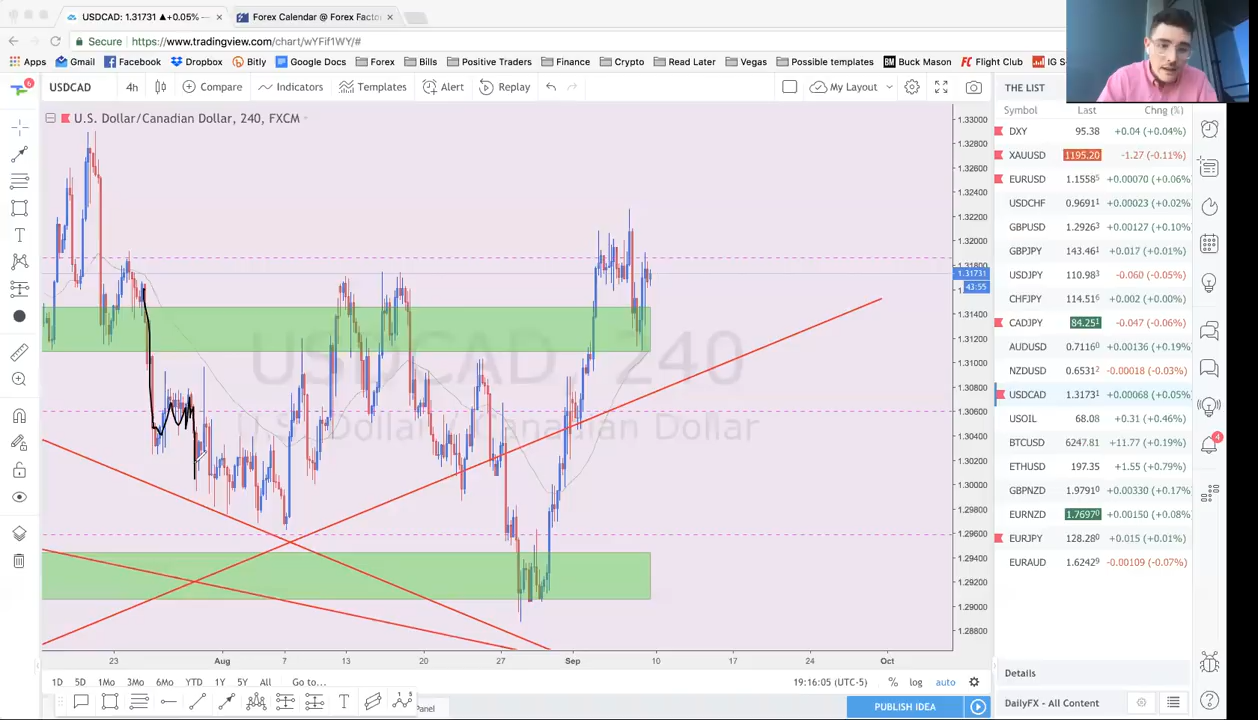 USDCAD: 1.31731 ▲+0.05% ·
Forex Calendar @ Forex Facto
Secure
https://www.tradingview.com/chart/wYFif1WY/#
Apps Gmail Facebook Dropbox Bitly Google Docs Forex Bills Positive Traders Finance Crypto Read Later Vegas Possible templates BM Buck Mason FC Flight Club IG S
USDCAD 4h Compare Indicators Templates Alert Replay My Layout
6
U.S. Dollar/Canadian Dollar, 240, FXCM
USDCAD 240
U.S. Dollar/Canadian Dollar
1.33000
1.32800
1.32600
1.32400
1.32200
1.32000
1.31800
1.31731
43:55
1.31400
1.31200
1.31000
1.30800
1.30600
1.30400
1.30200
1.30000
1.29800
1.29600
1.29400
1.29200
1.29000
1.28800
23 Aug 7 13 20 27 Sep 10 17 24 Oct
1D 5D 1Mo 3Mo 6Mo YTD 1Y 5Y All Go to... 19:16:05 (UTC-5) % log auto
Panel
PUBLISH IDEA
THE LIST
Symbol Last Chng (%)
DXY 95.38 +0.04 (+0.04%)
XAUUSD 1195.20 -1.27 (-0.11%)
EURUSD 1.1558⁵ +0.00070 (+0.06%
USDCHF 0.9691¹ +0.00023 (+0.02%
GBPUSD 1.2926³ +0.00127 (+0.10%
GBPJPY 143.46¹ +0.017 (+0.01%)
USDJPY 110.98³ -0.060 (-0.05%)
CHFJPY 114.51⁶ +0.002 (+0.00%)
CADJPY 84.25¹ -0.047 (-0.06%)
AUDUSD 0.7116⁰ +0.00136 (+0.19%
NZDUSD 0.6531² -0.00018 (-0.03%)
USDCAD 1.3173¹ +0.00068 (+0.05%
USOIL 68.08 +0.31 (+0.46%)
BTCUSD 6247.81 +11.77 (+0.19%)
ETHUSD 197.35 +1.55 (+0.79%)
GBPNZD 1.9791⁰ +0.00330 (+0.17%
EURNZD 1.7697⁰ +0.00150 (+0.08%
EURJPY 128.28⁰ +0.015 (+0.01%)
EURAUD 1.6242⁹ -0.00109 (-0.07%)
4
Details
DailyFX - All Content